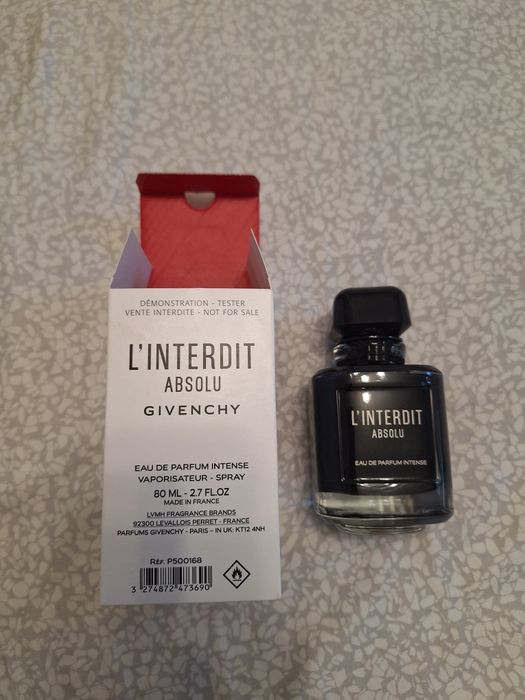 DÉMONSTRATION - TESTER
VENTE INTERDITE - NOT FOR SALE
L'INTERDIT
ABSOLU
GIVENCHY
EAU DE PARFUM INTENSE
VAPORISATEUR - SPRAY
80 ML - 2.7 FL.OZ
MADE IN FRANCE
LVMH FRAGRANCE BRANDS
92300 LEVALLOIS PERRET - FRANCE
PARFUMS GIVENCHY - PARIS – IN UK: KT12 4NH
RÉF. P500168
3 274872 473690
L'INTERDIT
ABSOLU
EAU DE PARFUM INTENSE